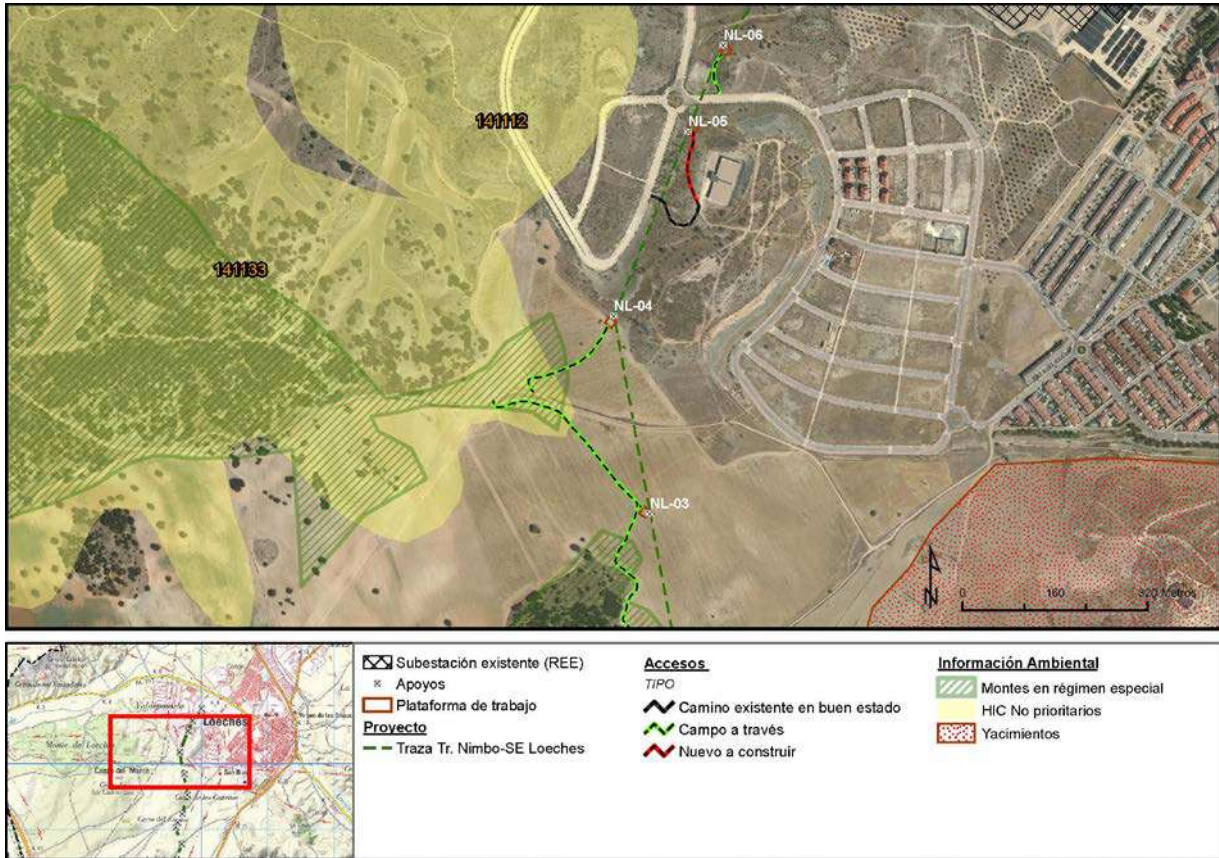 NL-06
141112
NL-05
141133
NL-04
NL-03
N
0 160 320 Metros
Loeches
Subestación existente (REE)
Apoyos
Plataforma de trabajo
Proyecto
Traza Tr. Nimbo-SE Loeches
Accesos
TIPO
Camino existente en buen estado
Campo a través
Nuevo a construir
Información Ambiental
Montes en régimen especial
HIC No prioritarios
Yacimientos